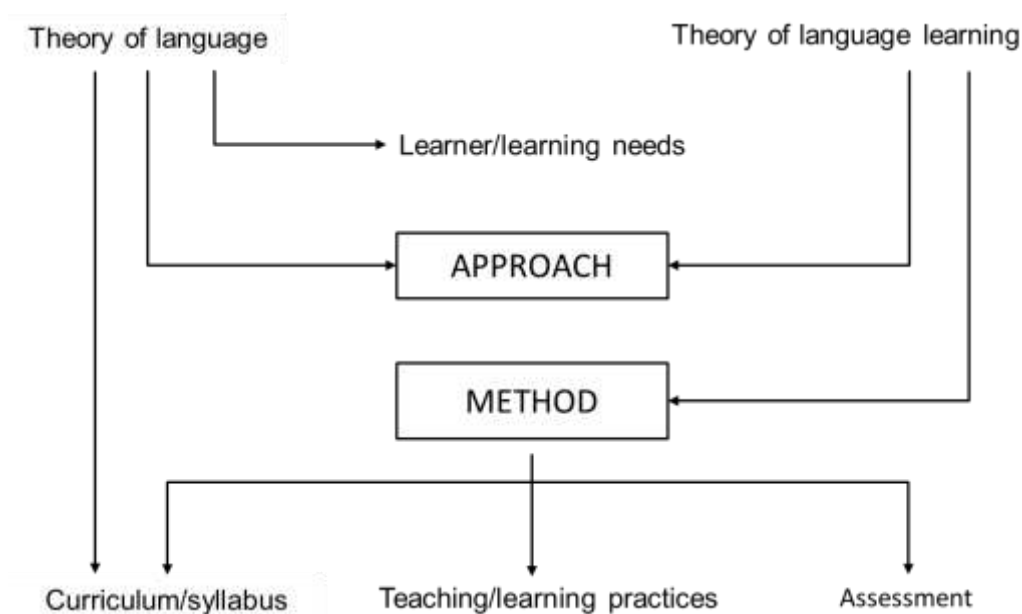 Theory of language
Theory of language learning
Learner/learning needs
APPROACH
METHOD
Curriculum/syllabus
Teaching/learning practices
Assessment